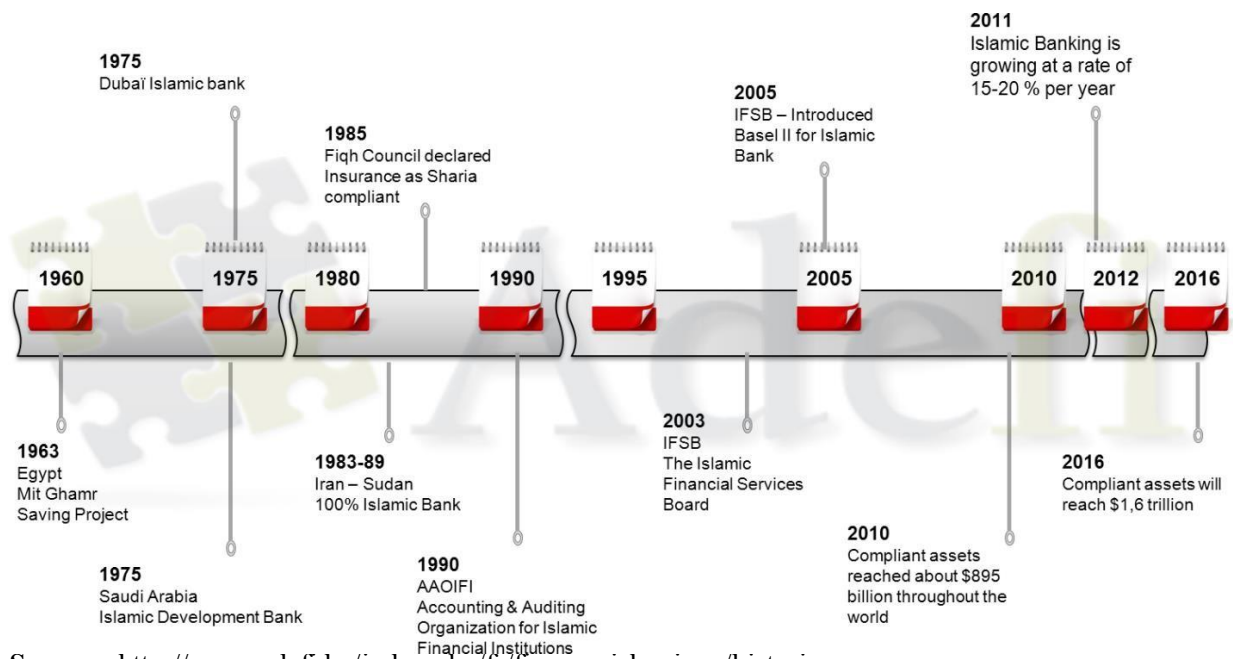 1975
Dubaï Islamic bank
1985
Fiqh Council declared
Insurance as Sharia
compliant
2005
IFSB – Introduced
Basel II for Islamic
Bank
2011
Islamic Banking is
growing at a rate of
15-20 % per year
1960
1975
1980
1990
1995
2005
2010
2012
2016
Adefi
1963
Egypt
Mit Ghamr
Saving Project
1975
Saudi Arabia
Islamic Development Bank
1983-89
Iran – Sudan
100% Islamic Bank
1990
AAOIFI
Accounting & Auditing
Organization for Islamic
Financial Institutions
2003
IFSB
The Islamic
Financial Services
Board
2010
Compliant assets
reached about $895
billion throughout the
world
2016
Compliant assets will
reach $1,6 trillion